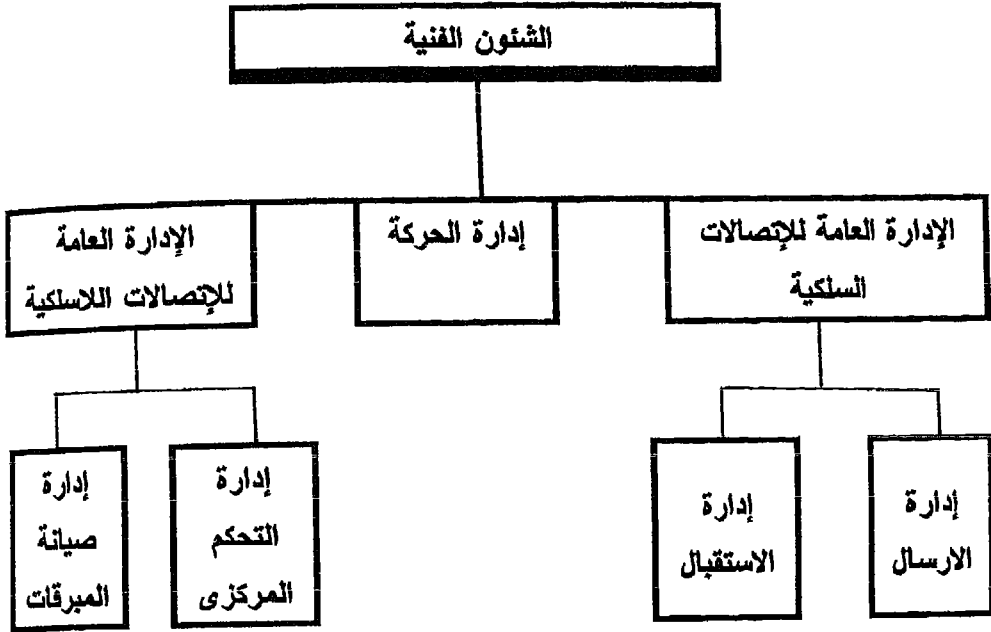 الشئون الفنية
الإدارة العامة للإتصالات
السلكية
إدارة الحركة
الإدارة العامة
للإتصالات اللاسلكية
إدارة
الارسال
إدارة
الاستقبال
إدارة
التحكم
المركزى
إدارة
صيانة
المبرقات